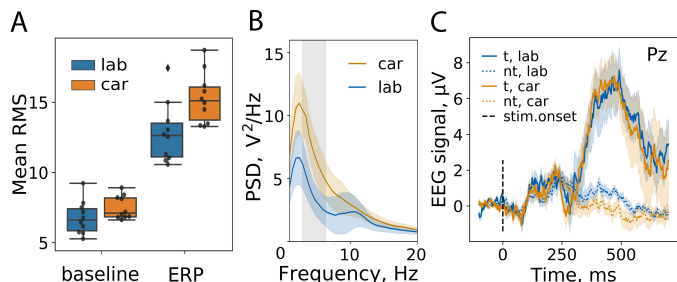 A
Mean RMS
15
10
5
lab
car
baseline
ERP
B
PSD, V²/Hz
15
10
5
0
car
lab
0
10
20
Frequency, Hz
C
EEG signal, µV
8
6
4
2
0
t, lab
nt, lab
t, car
nt, car
stim.onset
Pz
0
250
500
Time, ms